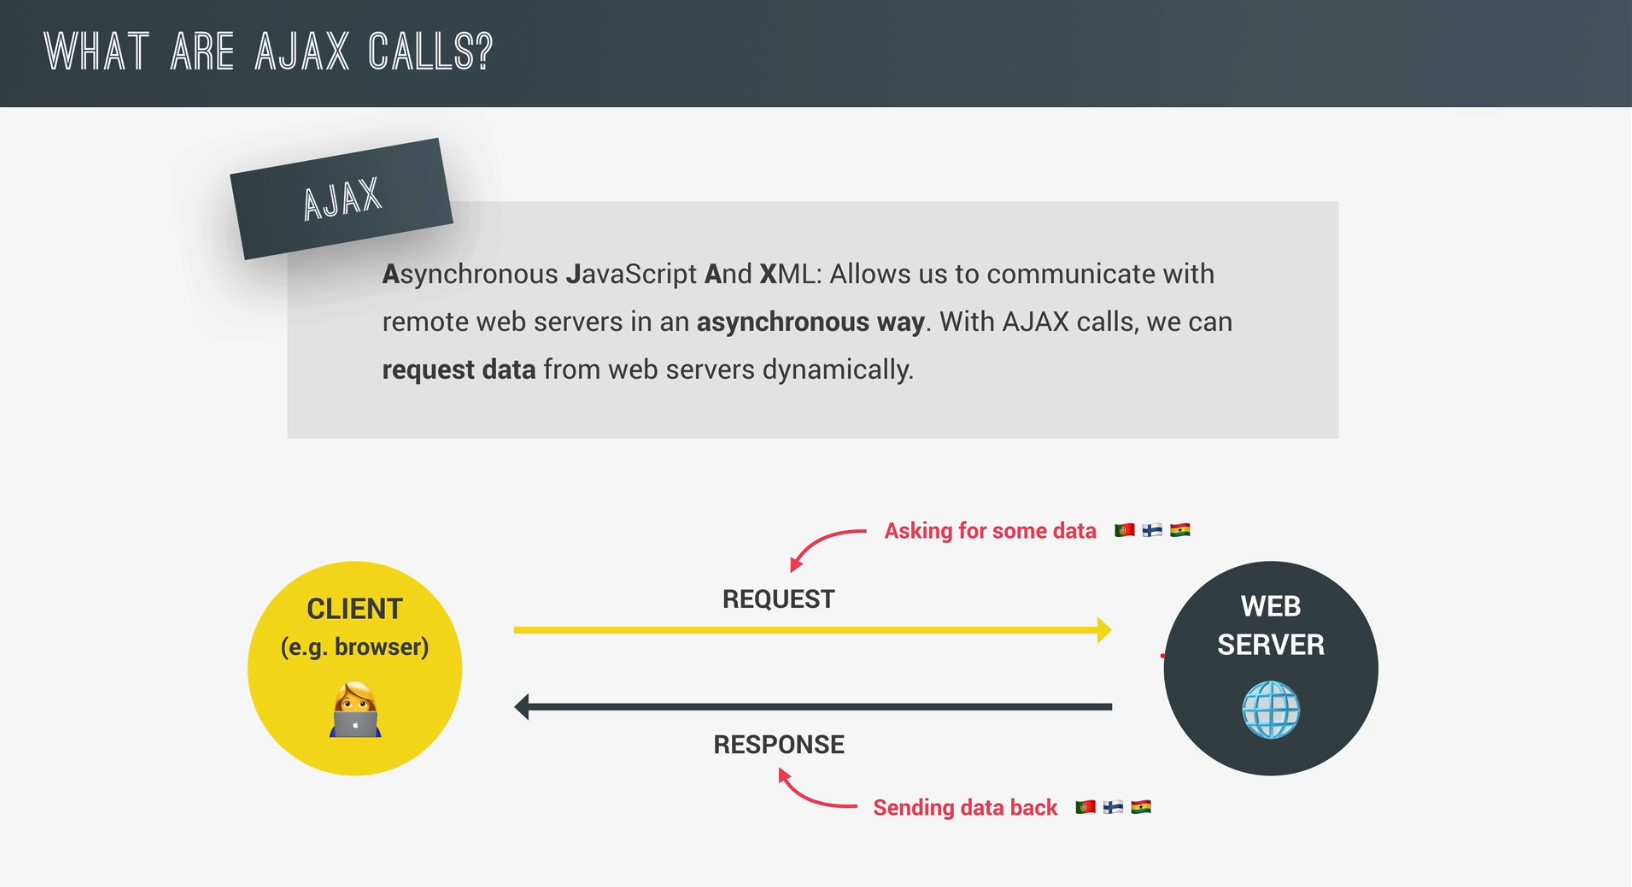 WHAT ARE AJAX CALLS?
AJAX
Asynchronous JavaScript And XML: Allows us to communicate with
remote web servers in an asynchronous way. With AJAX calls, we can
request data from web servers dynamically.
Asking for some data
CLIENT
(e.g. browser)
REQUEST
WEB
SERVER
RESPONSE
Sending data back